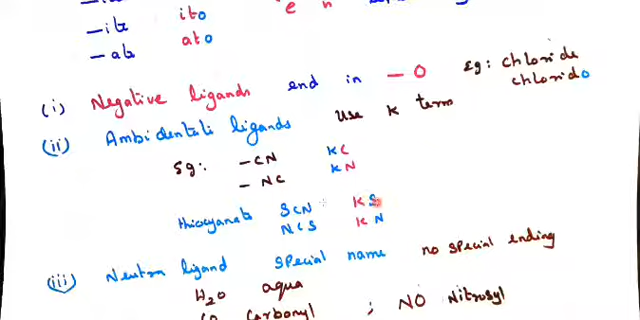 –ite ito
–ate ato
(i) Negative ligands end in – O Eg: chloride
chlorido
(ii) Ambidentate ligands use K term
Eg: –CN KC
– NC KN
thiocyanate SCN KS
NCS KN
(iii) Neutral ligand special name no special ending
H2O aqua
CO Carbonyl ; NO Nitrosyl